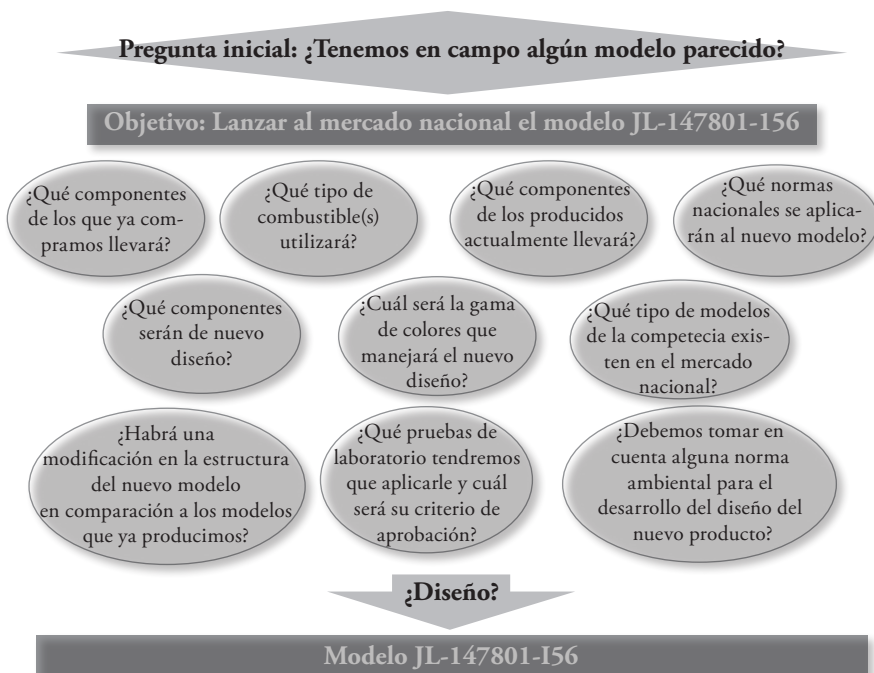 Pregunta inicial: ¿Tenemos en campo algún modelo parecido?
Objetivo: Lanzar al mercado nacional el modelo JL-147801-156
¿Qué componentes
de los que ya com-
pramos llevará?
¿Qué tipo de
combustible(s)
utilizará?
¿Qué componentes
de los producidos
actualmente llevará?
¿Qué normas
nacionales se aplica-
rán al nuevo modelo?
¿Qué componentes
serán de nuevo
diseño?
¿Cuál será la gama
de colores que
manejará el nuevo
diseño?
¿Qué tipo de modelos
de la competecia exis-
ten en el mercado
nacional?
¿Habrá una
modificación en la estructura
del nuevo modelo
en comparación a los modelos
que ya producimos?
¿Qué pruebas de
laboratorio tendremos
que aplicarle y cuál
será su criterio de
aprobación?
¿Debemos tomar en
cuenta alguna norma
ambiental para el
desarrollo del diseño del
nuevo producto?
¿Diseño?
Modelo JL-147801-I56